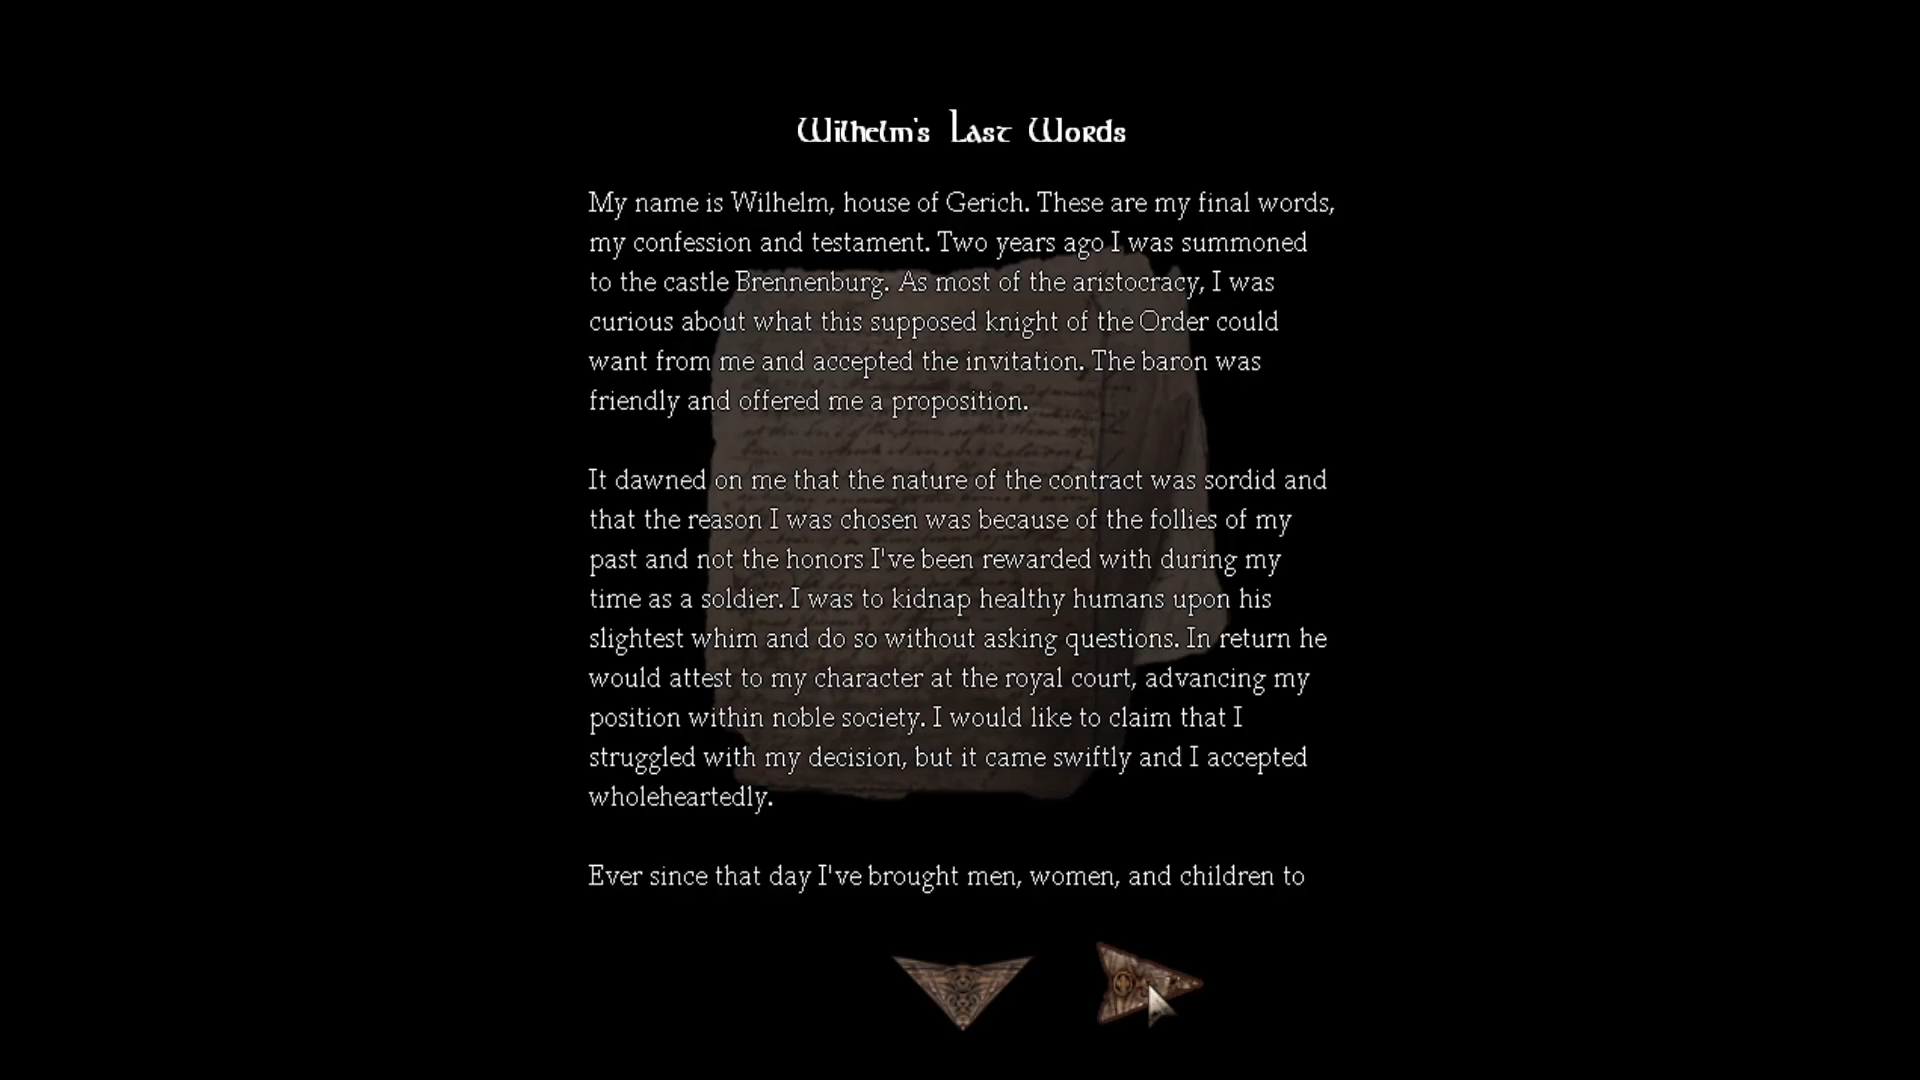 Wilhelm's Last Words
My name is Wilhelm, house of Gerich. These are my final words,
my confession and testament. Two years ago I was summoned
to the castle Brennenburg. As most of the aristocracy, I was
curious about what this supposed knight of the Order could
want from me and accepted the invitation. The baron was
friendly and offered me a proposition.
It dawned on me that the nature of the contract was sordid and
that the reason I was chosen was because of the follies of my
past and not the honors I've been rewarded with during my
time as a soldier. I was to kidnap healthy humans upon his
slightest whim and do so without asking questions. In return he
would attest to my character at the royal court, advancing my
position within noble society. I would like to claim that I
struggled with my decision, but it came swiftly and I accepted
wholeheartedly.
Ever since that day I've brought men, women, and children to